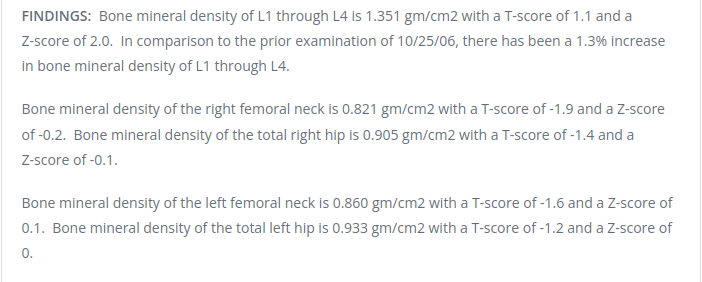 FINDINGS:  Bone mineral density of L1 through L4 is 1.351 gm/cm2 with a T-score of 1.1 and a
Z-score of 2.0.  In comparison to the prior examination of 10/25/06, there has been a 1.3% increase
in bone mineral density of L1 through L4.
Bone mineral density of the right femoral neck is 0.821 gm/cm2 with a T-score of -1.9 and a Z-score
of -0.2.  Bone mineral density of the total right hip is 0.905 gm/cm2 with a T-score of -1.4 and a
Z-score of -0.1.
Bone mineral density of the left femoral neck is 0.860 gm/cm2 with a T-score of -1.6 and a Z-score of
0.1.  Bone mineral density of the total left hip is 0.933 gm/cm2 with a T-score of -1.2 and a Z-score of
0.